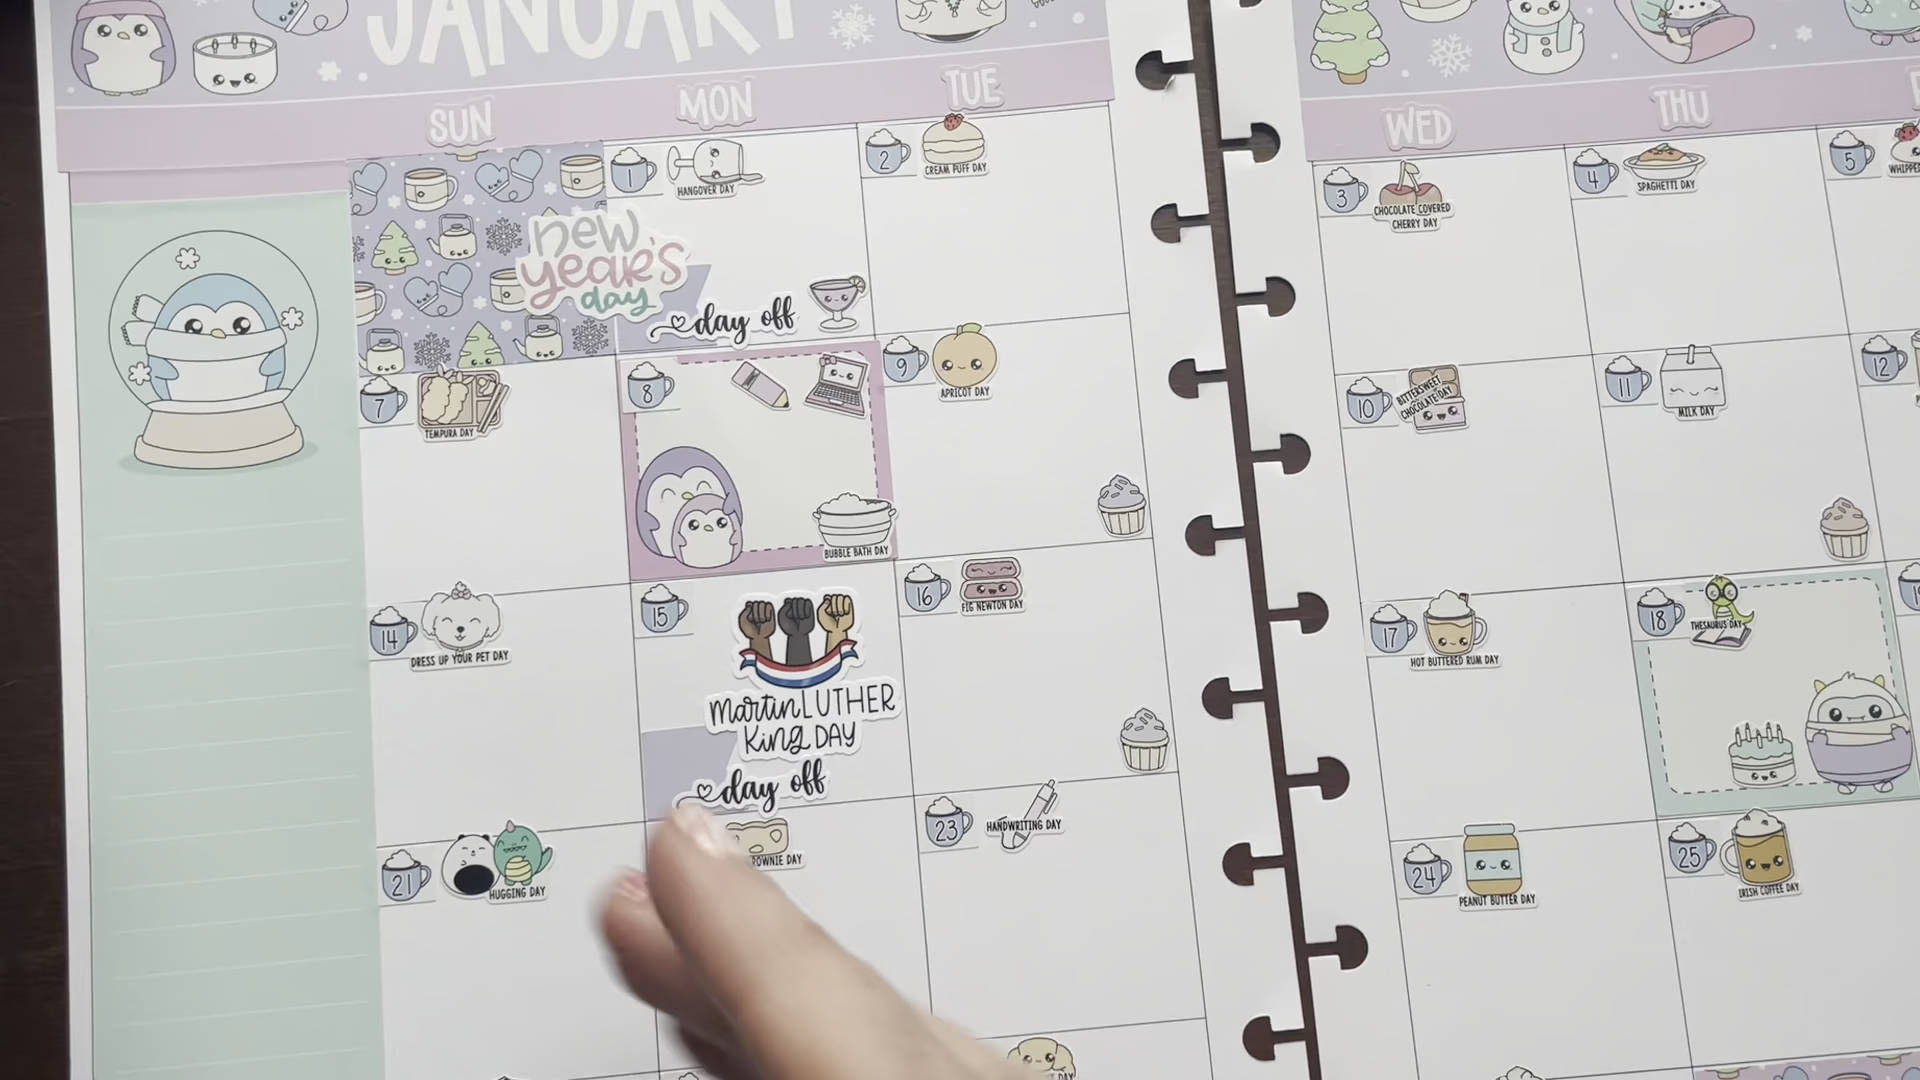 JANUARY
SUN
MON
TUE
WED
THU
1
HANGOVER DAY
2
CREAM PUFF DAY
3
CHOCOLATE COVERED
CHERRY DAY
4
SPAGHETTI DAY
5
new
year's
day
day off
7
TEMPURA DAY
8
BUBBLE BATH DAY
9
APRICOT DAY
10
BITTERSWEET
CHOCOLATE DAY
11
MILK DAY
12
14
DRESS UP YOUR PET DAY
15
martin LUTHER
King DAY
day off
16
FIG NEWTON DAY
17
HOT BUTTERED RUM DAY
18
THESAURUS DAY
21
HUGGING DAY
23
HANDWRITING DAY
24
PEANUT BUTTER DAY
25
IRISH COFFEE DAY